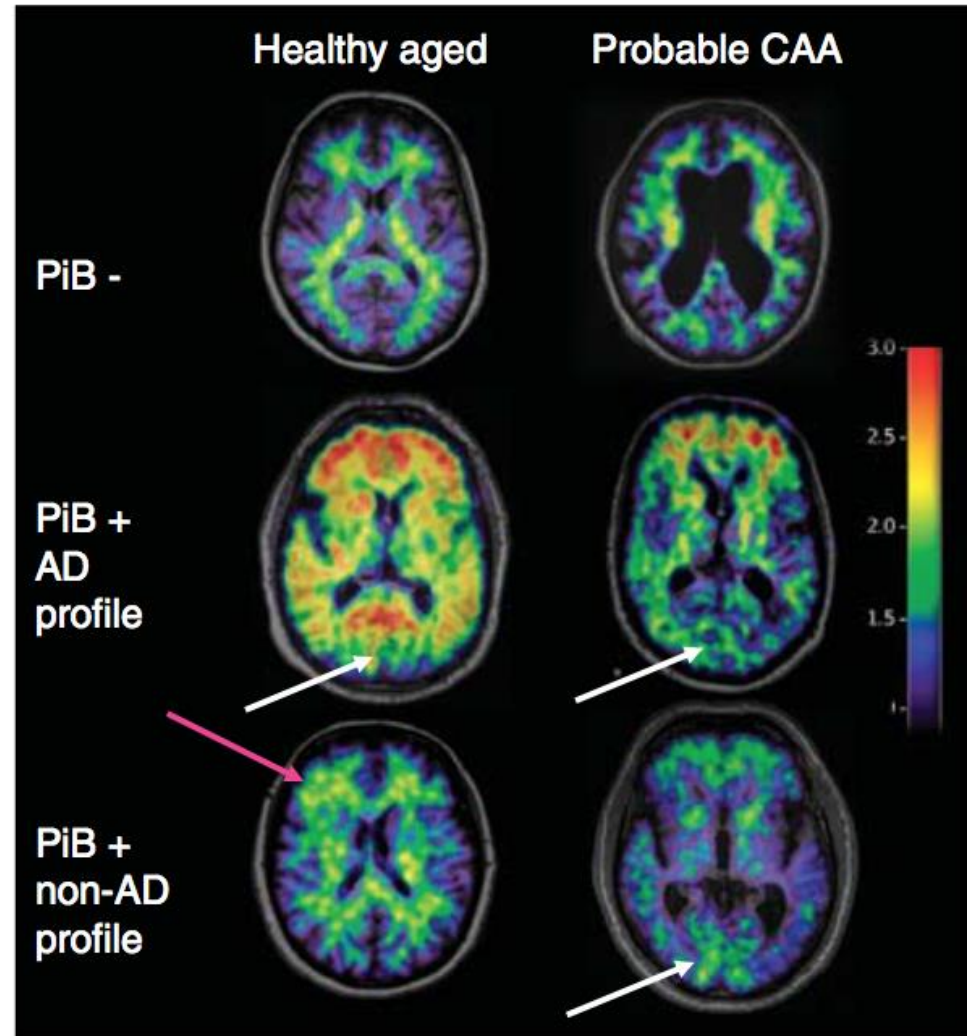 Healthy aged
Probable CAA
PiB -
PiB +
AD
profile
PiB +
non-AD
profile
3.0
2.5
2.0
1.5
1